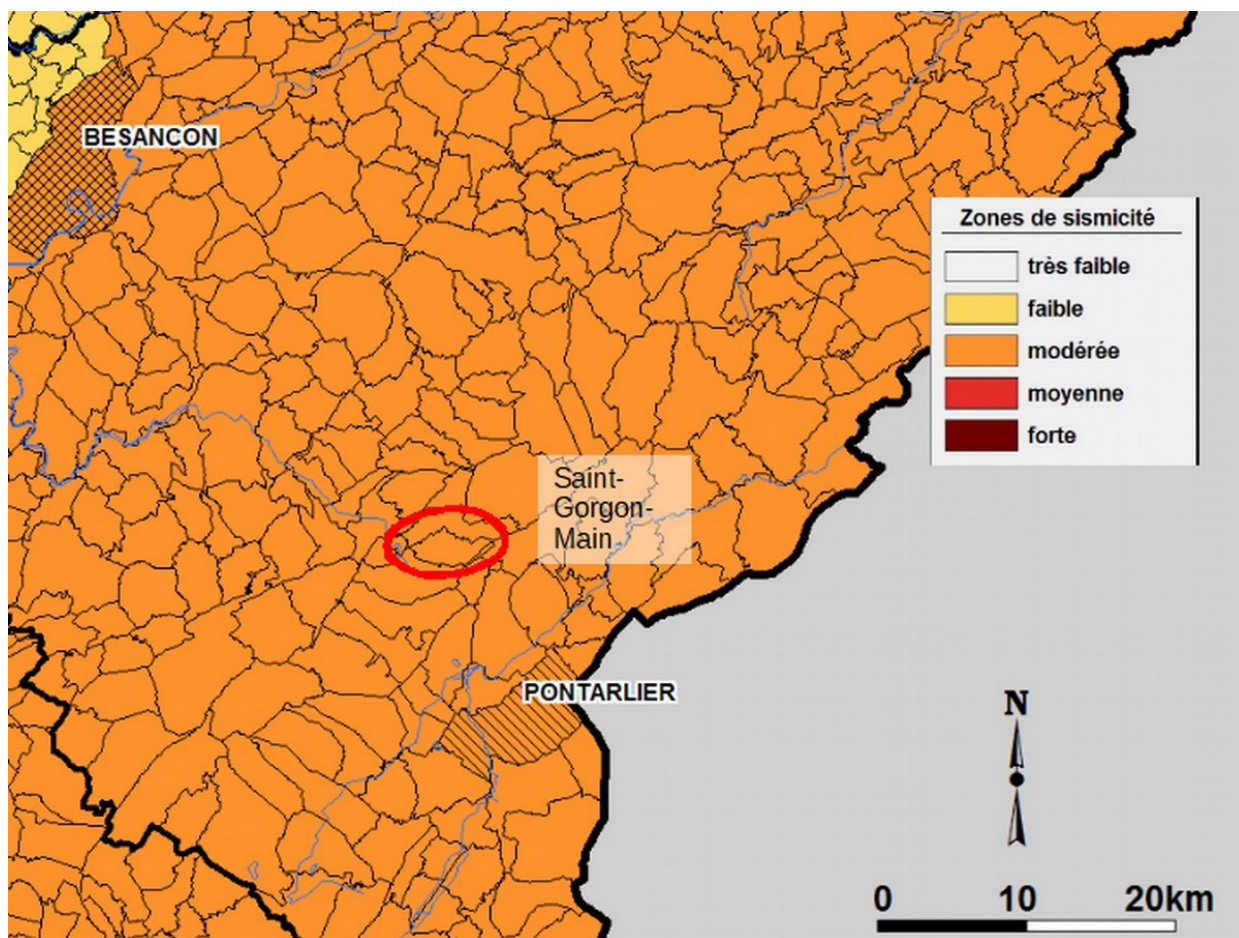 BESANCON
Zones de sismicité
très faible
faible
modérée
moyenne
forte
Saint-
Gorgon-
Main
PONTARLIER
N
0 10 20km